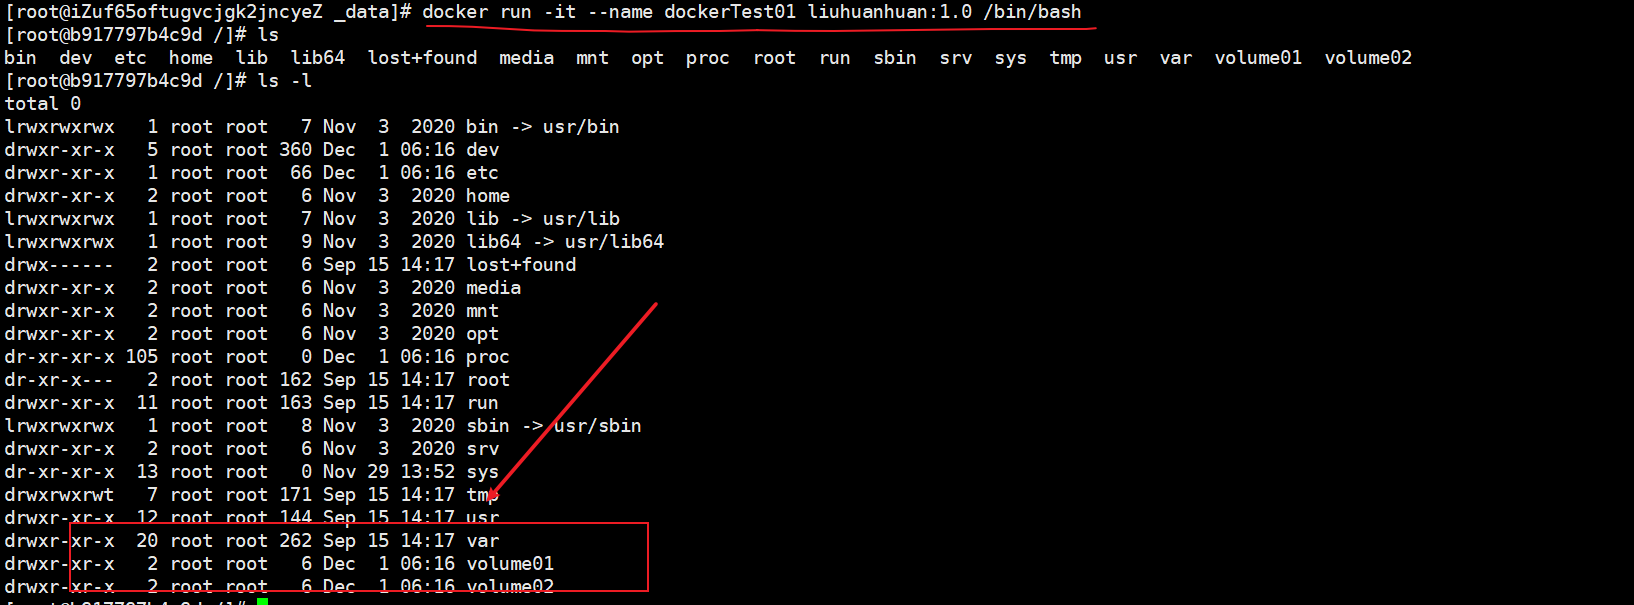 [root@iZuf65oftugvcjgk2jncyeZ _data]# docker run -it --name dockerTest01 liuhuanhuan:1.0 /bin/bash
[root@b917797b4c9d /]# ls
bin  dev  etc  home  lib  lib64  lost+found  media  mnt  opt  proc  root  run  sbin  srv  sys  tmp  usr  var  volume01  volume02
[root@b917797b4c9d /]# ls -l
total 0
lrwxrwxrwx   1 root root   7 Nov  3  2020 bin -> usr/bin
drwxr-xr-x   5 root root 360 Dec  1 06:16 dev
drwxr-xr-x   1 root root  66 Dec  1 06:16 etc
drwxr-xr-x   2 root root   6 Nov  3  2020 home
lrwxrwxrwx   1 root root   7 Nov  3  2020 lib -> usr/lib
lrwxrwxrwx   1 root root   9 Nov  3  2020 lib64 -> usr/lib64
drwx------   2 root root   6 Sep 15 14:17 lost+found
drwxr-xr-x   2 root root   6 Nov  3  2020 media
drwxr-xr-x   2 root root   6 Nov  3  2020 mnt
drwxr-xr-x   2 root root   6 Nov  3  2020 opt
dr-xr-xr-x 105 root root   0 Dec  1 06:16 proc
dr-xr-x---   2 root root 162 Sep 15 14:17 root
drwxr-xr-x  11 root root 163 Sep 15 14:17 run
lrwxrwxrwx   1 root root   8 Nov  3  2020 sbin -> usr/sbin
drwxr-xr-x   2 root root   6 Nov  3  2020 srv
dr-xr-xr-x  13 root root   0 Nov 29 13:52 sys
drwxrwxrwt   7 root root 171 Sep 15 14:17 tmp
drwxr-xr-x  12 root root 144 Sep 15 14:17 usr
drwxr-xr-x  20 root root 262 Sep 15 14:17 var
drwxr-xr-x   2 root root   6 Dec  1 06:16 volume01
drwxr-xr-x   2 root root   6 Dec  1 06:16 volume02
[root@b917797b4c9d /]#